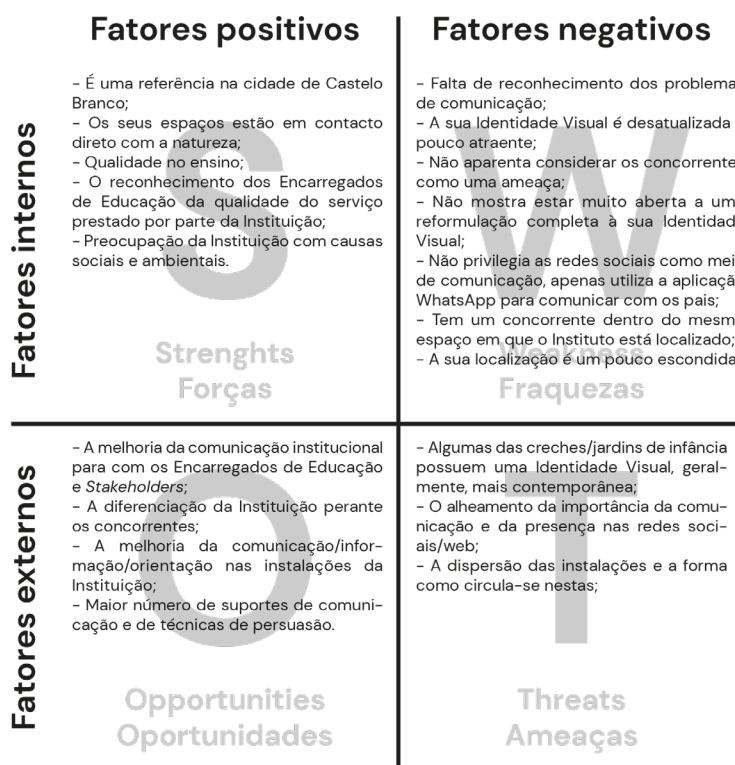 Fatores positivos
Fatores negativos
Fatores internos
- É uma referência na cidade de Castelo
Branco;
- Os seus espaços estão em contacto
direto com a natureza;
- Qualidade no ensino;
- O reconhecimento dos Encarregados
de Educação da qualidade do serviço
prestado por parte da Instituição;
- Preocupação da Instituição com causas
sociais e ambientais.
S
Strenghts
Forças
- Falta de reconhecimento dos problema
de comunicação;
- A sua Identidade Visual é desatualizada
pouco atraente;
- Não aparenta considerar os concorrente
como uma ameaça;
- Não mostra estar muito aberta a um
reformulação completa à sua Identidad
Visual;
- Não privilegia as redes sociais como mei
de comunicação, apenas utiliza a aplicaçã
WhatsApp para comunicar com os pais;
- Tem um concorrente dentro do mesm
espaço em que o Instituto está localizado;
- A sua localização é um pouco escondida
W
Weakness
Fraquezas
Fatores externos
- A melhoria da comunicação institucional
para com os Encarregados de Educação
e Stakeholders;
- A diferenciação da Instituição perante
os concorrentes;
- A melhoria da comunicação/infor-
mação/orientação nas instalações da
Instituição;
- Maior número de suportes de comuni-
cação e de técnicas de persuasão.
O
Opportunities
Oportunidades
- Algumas das creches/jardins de infância
possuem uma Identidade Visual, geral-
mente, mais contemporânea;
- O alheamento da importância da comu-
nicação e da presença nas redes soci-
ais/web;
- A dispersão das instalações e a forma
como circula-se nestas;
T
Threats
Ameaças